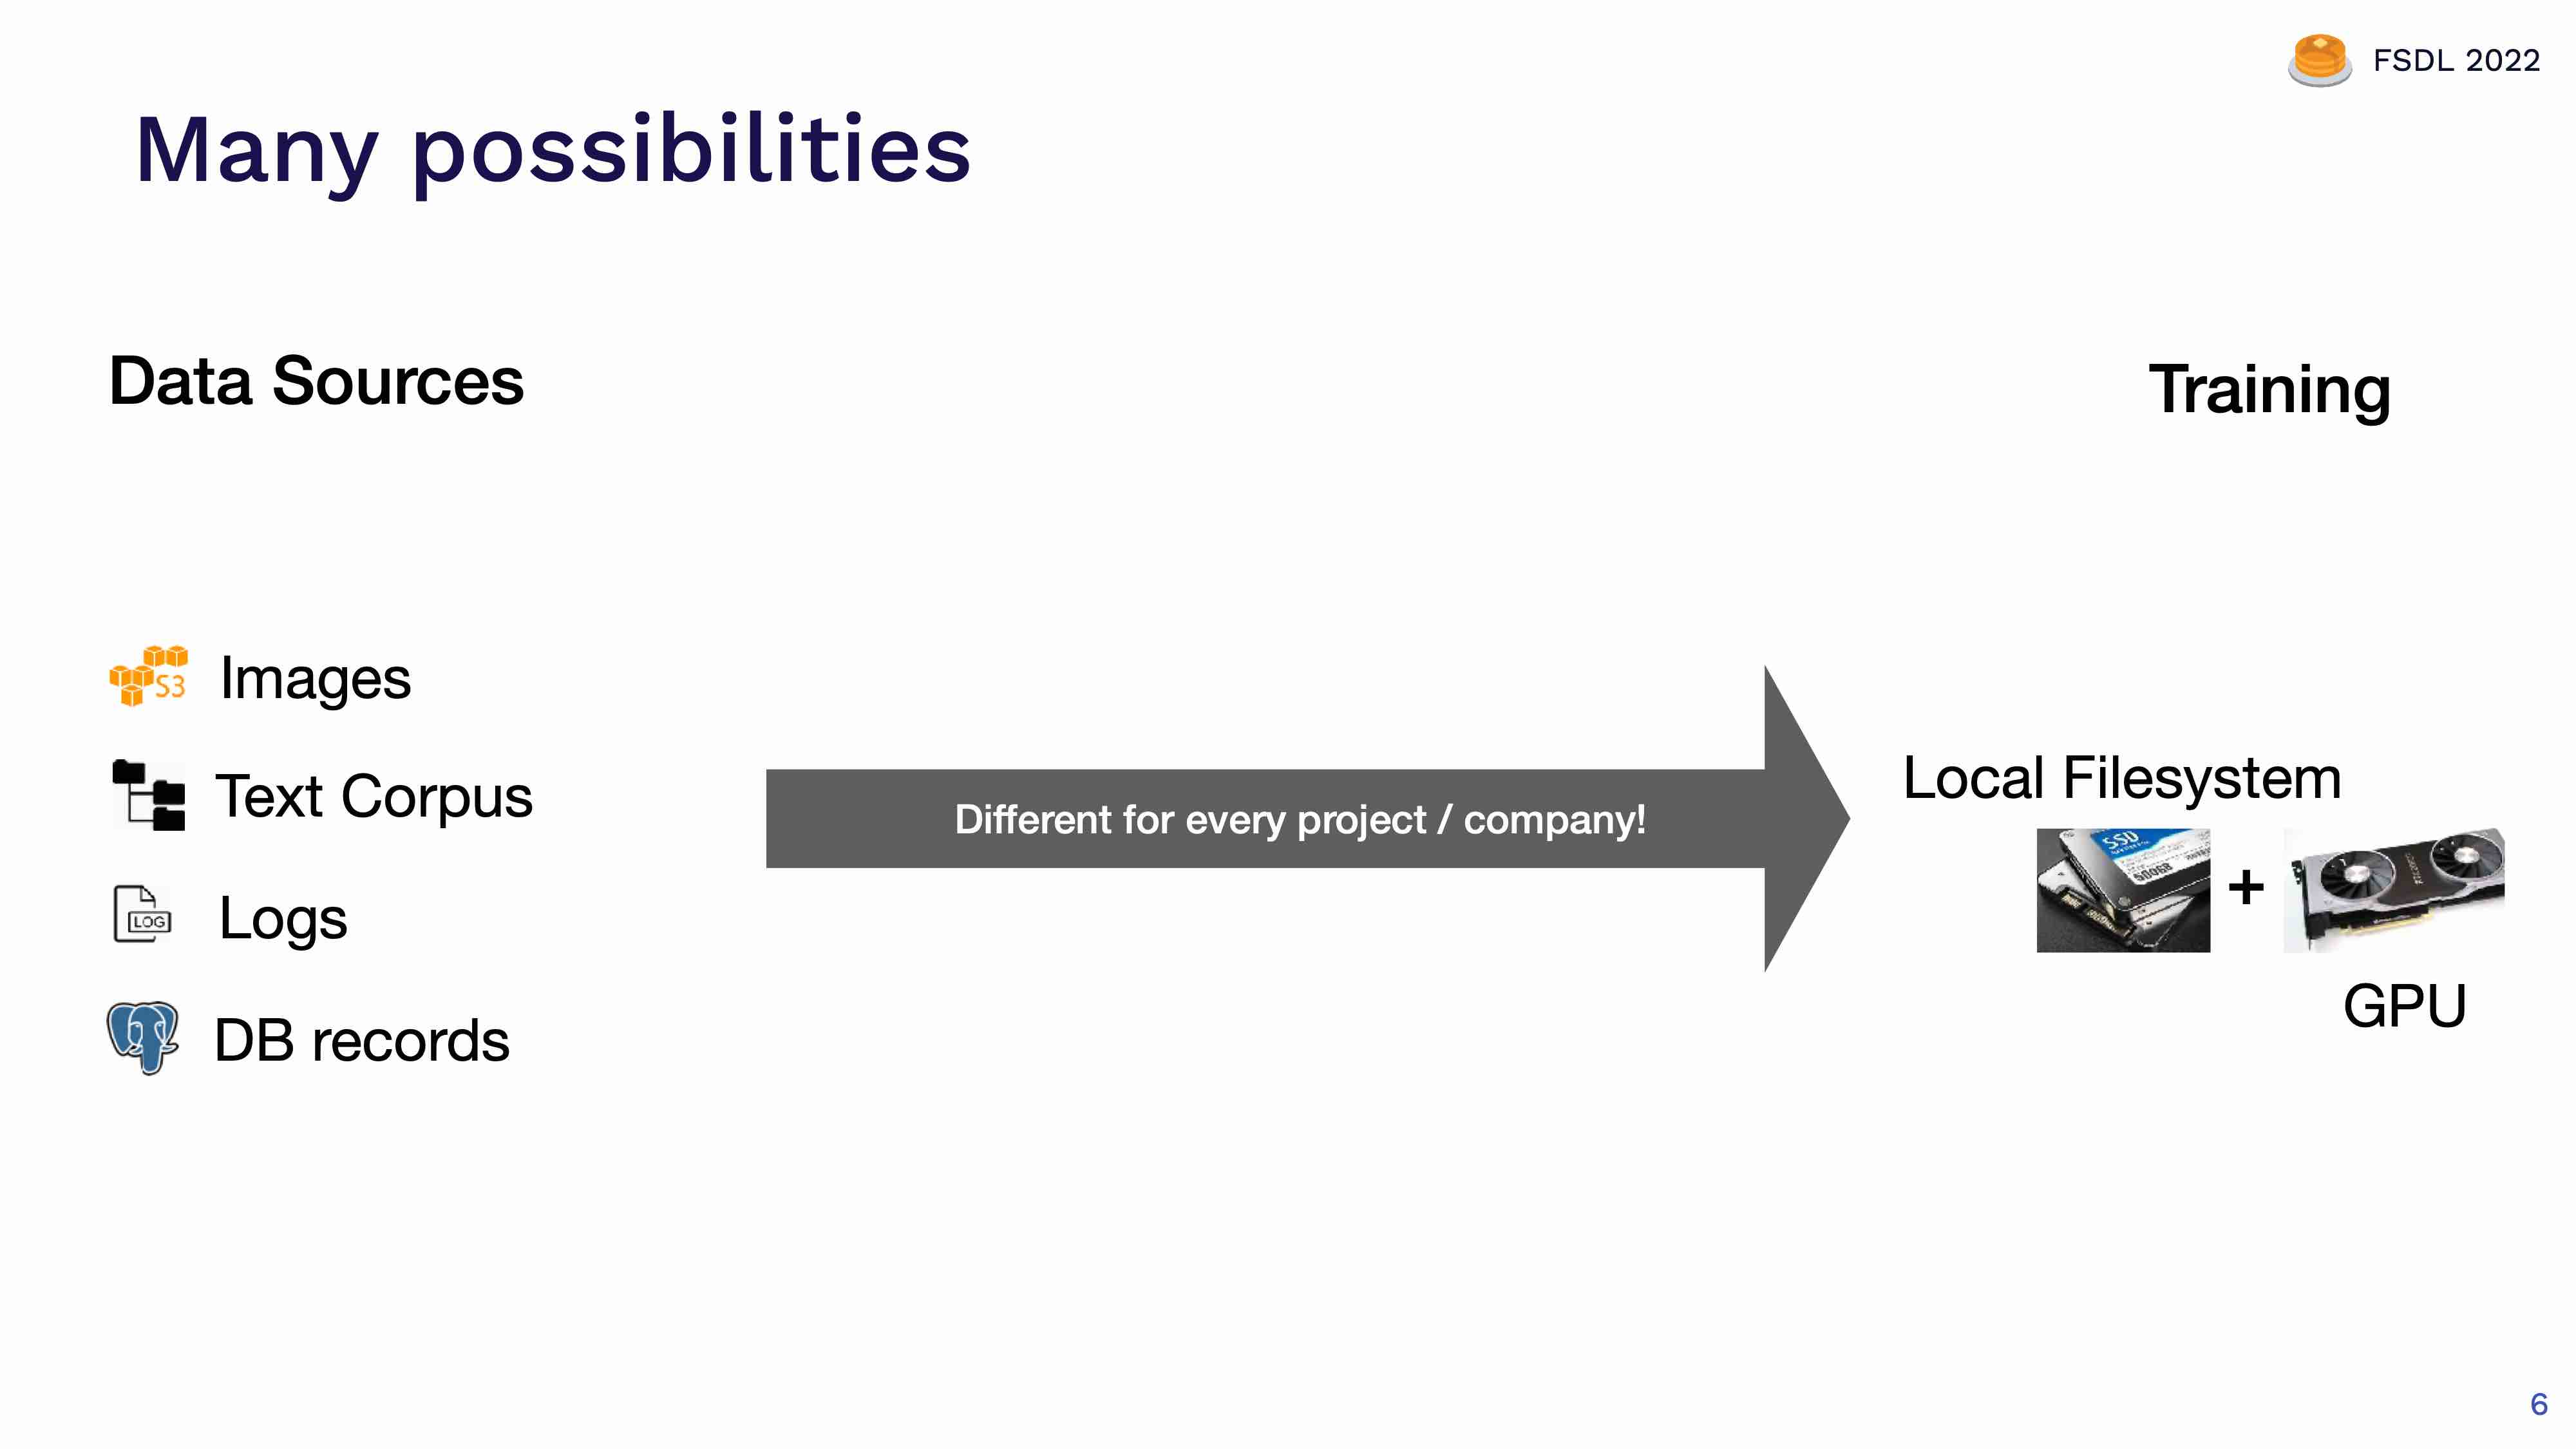 FSDL 2022
Many possibilities
Data Sources
Training
S3
Images
Text Corpus
LOG
Logs
DB records
Different for every project / company!
Local Filesystem
SSD
500GB
+
GPU
6